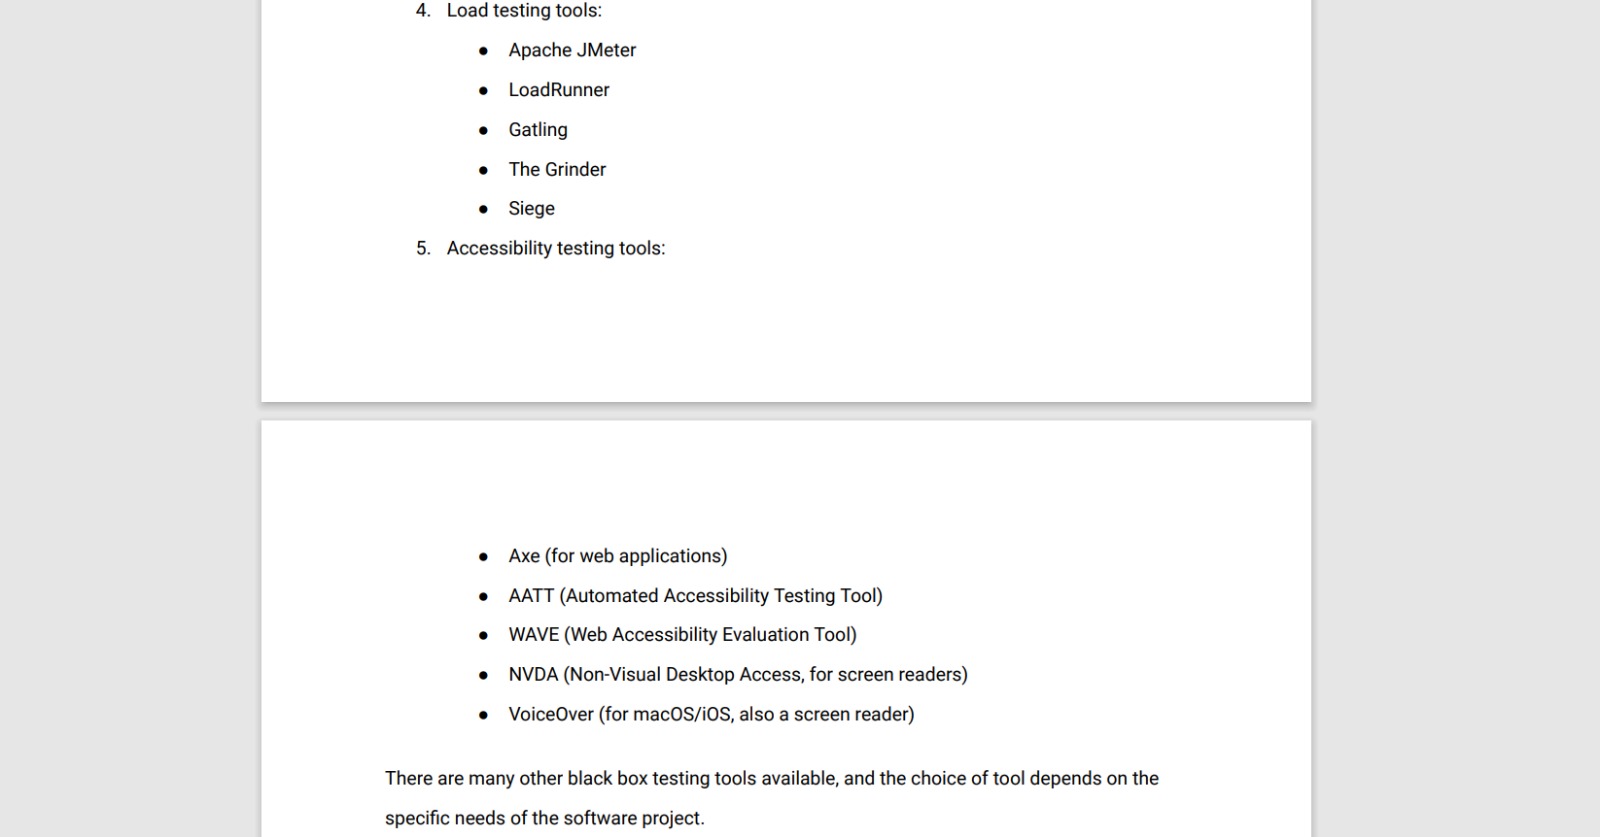 4. Load testing tools:
● Apache JMeter
● LoadRunner
● Gatling
● The Grinder
● Siege
5. Accessibility testing tools:
● Axe (for web applications)
● AATT (Automated Accessibility Testing Tool)
● WAVE (Web Accessibility Evaluation Tool)
● NVDA (Non-Visual Desktop Access, for screen readers)
● VoiceOver (for macOS/iOS, also a screen reader)
There are many other black box testing tools available, and the choice of tool depends on the
specific needs of the software project.